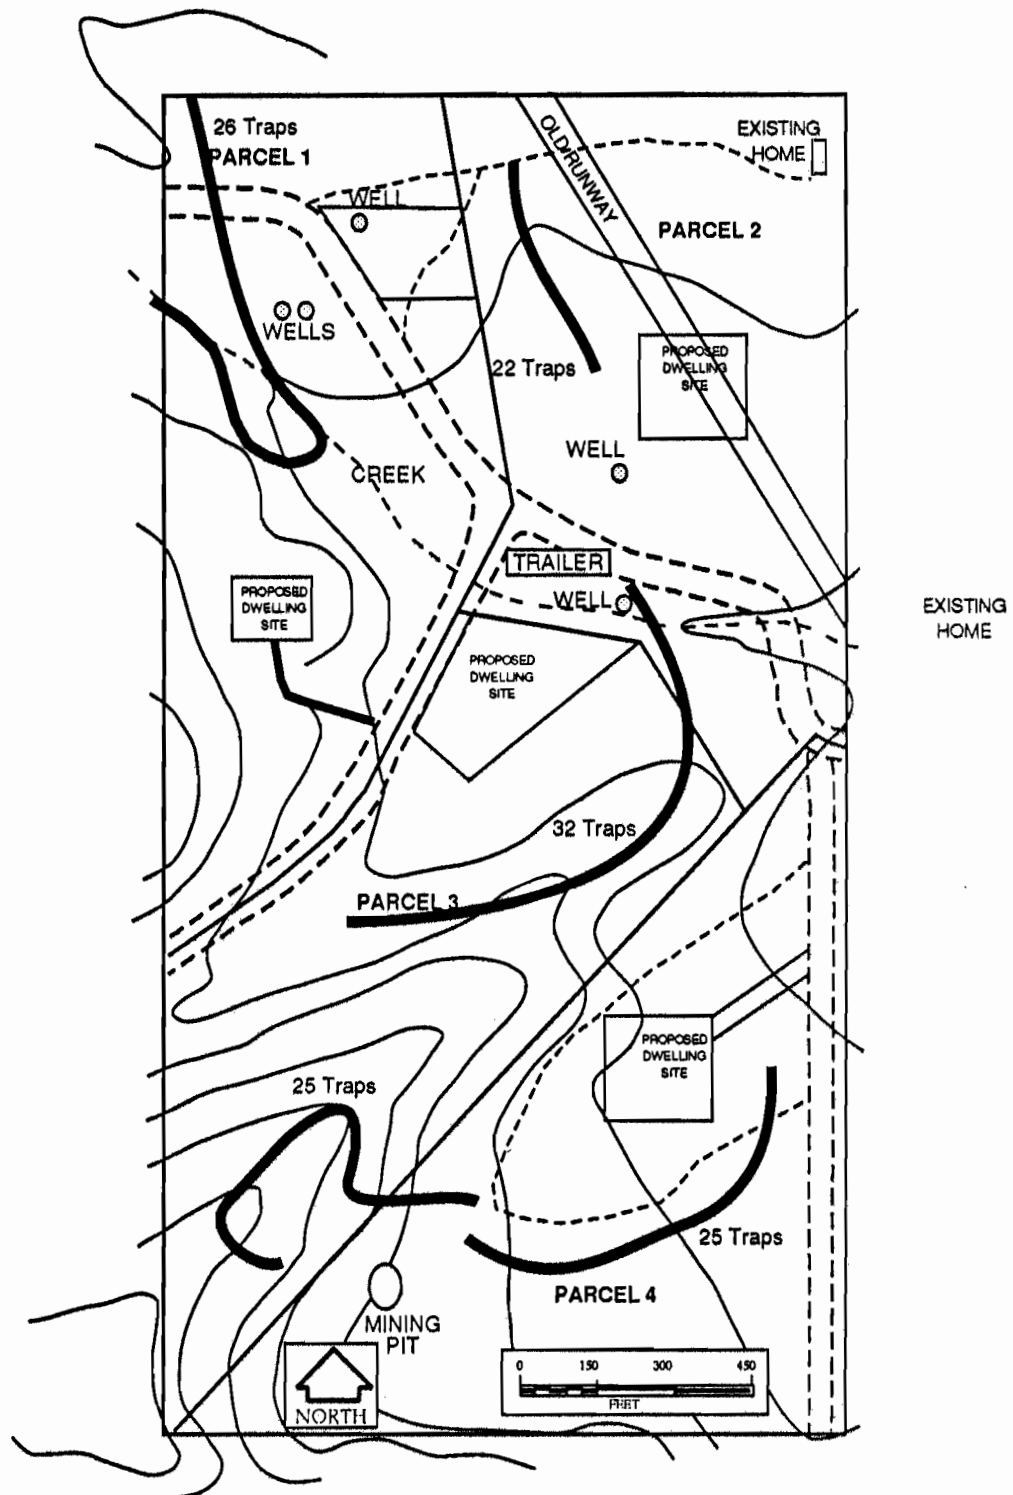 26 Traps
PARCEL 1
OLD RUNWAY
EXISTING
HOME
WELL
PARCEL 2
WELLS
22 Traps
PROPOSED
DWELLING
SITE
WELL
CREEK
TRAILER
WELL
PROPOSED
DWELLING
SITE
EXISTING
HOME
PROPOSED
DWELLING
SITE
32 Traps
PARCEL 3
PROPOSED
DWELLING
SITE
25 Traps
25 Traps
PARCEL 4
MINING
PIT
NORTH
0 150 300 450
FEET